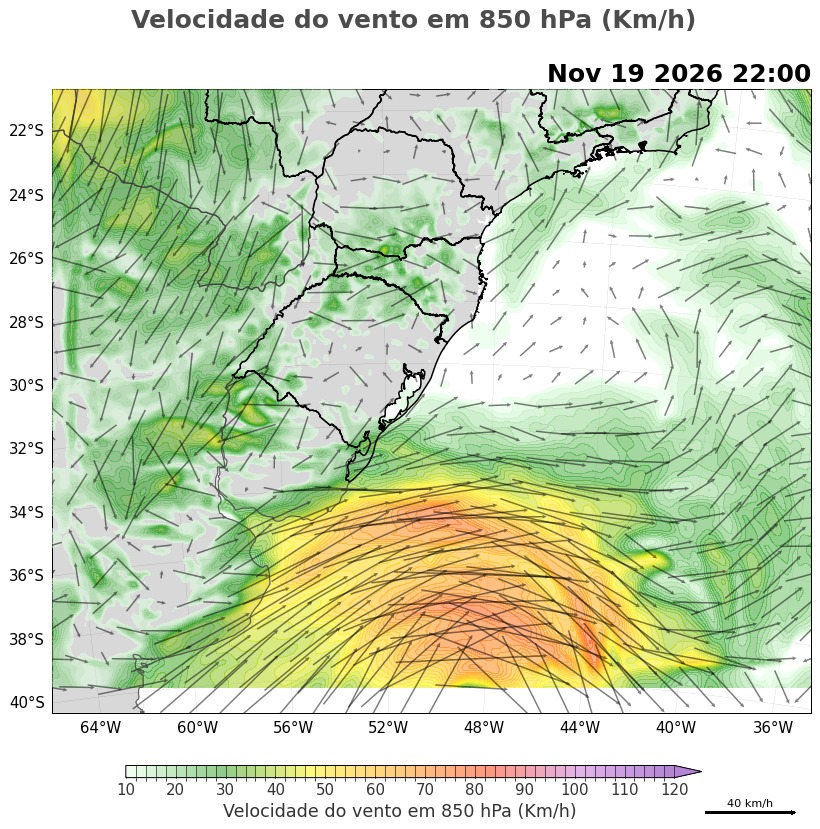 Velocidade do vento em 850 hPa (Km/h)
Nov 19 2026 22:00
22°S
24°S
26°S
28°S
30°S
32°S
34°S
36°S
38°S
40°S
64°W 60°W 56°W 52°W 48°W 44°W 40°W 36°W
10 20 30 40 50 60 70 80 90 100 110 120
40 km/h
Velocidade do vento em 850 hPa (Km/h)